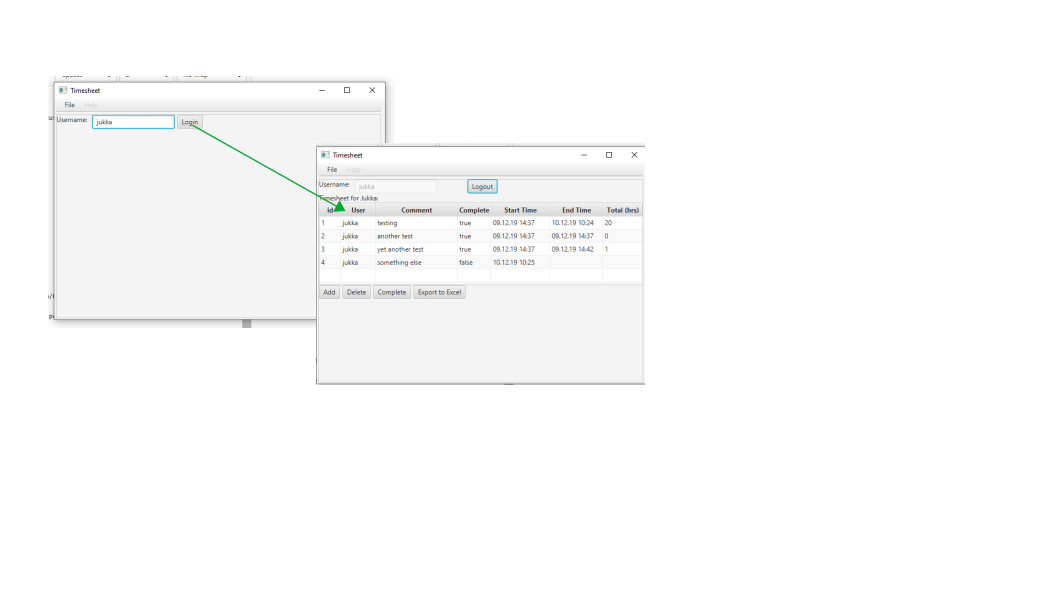 Timesheet
File Help
Username: jukka Login
Timesheet
File Help
Username: jukka Logout
Timesheet for Jukka:
id User Comment Complete Start Time End Time Total (hrs)
1 jukka testing true 09.12.19 14:37 10.12.19 10:24 20
2 jukka another test true 09.12.19 14:37 09.12.19 14:37 0
3 jukka yet another test true 09.12.19 14:37 09.12.19 14:42 1
4 jukka something else false 10.12.19 10:25
Add Delete Complete Export to Excel